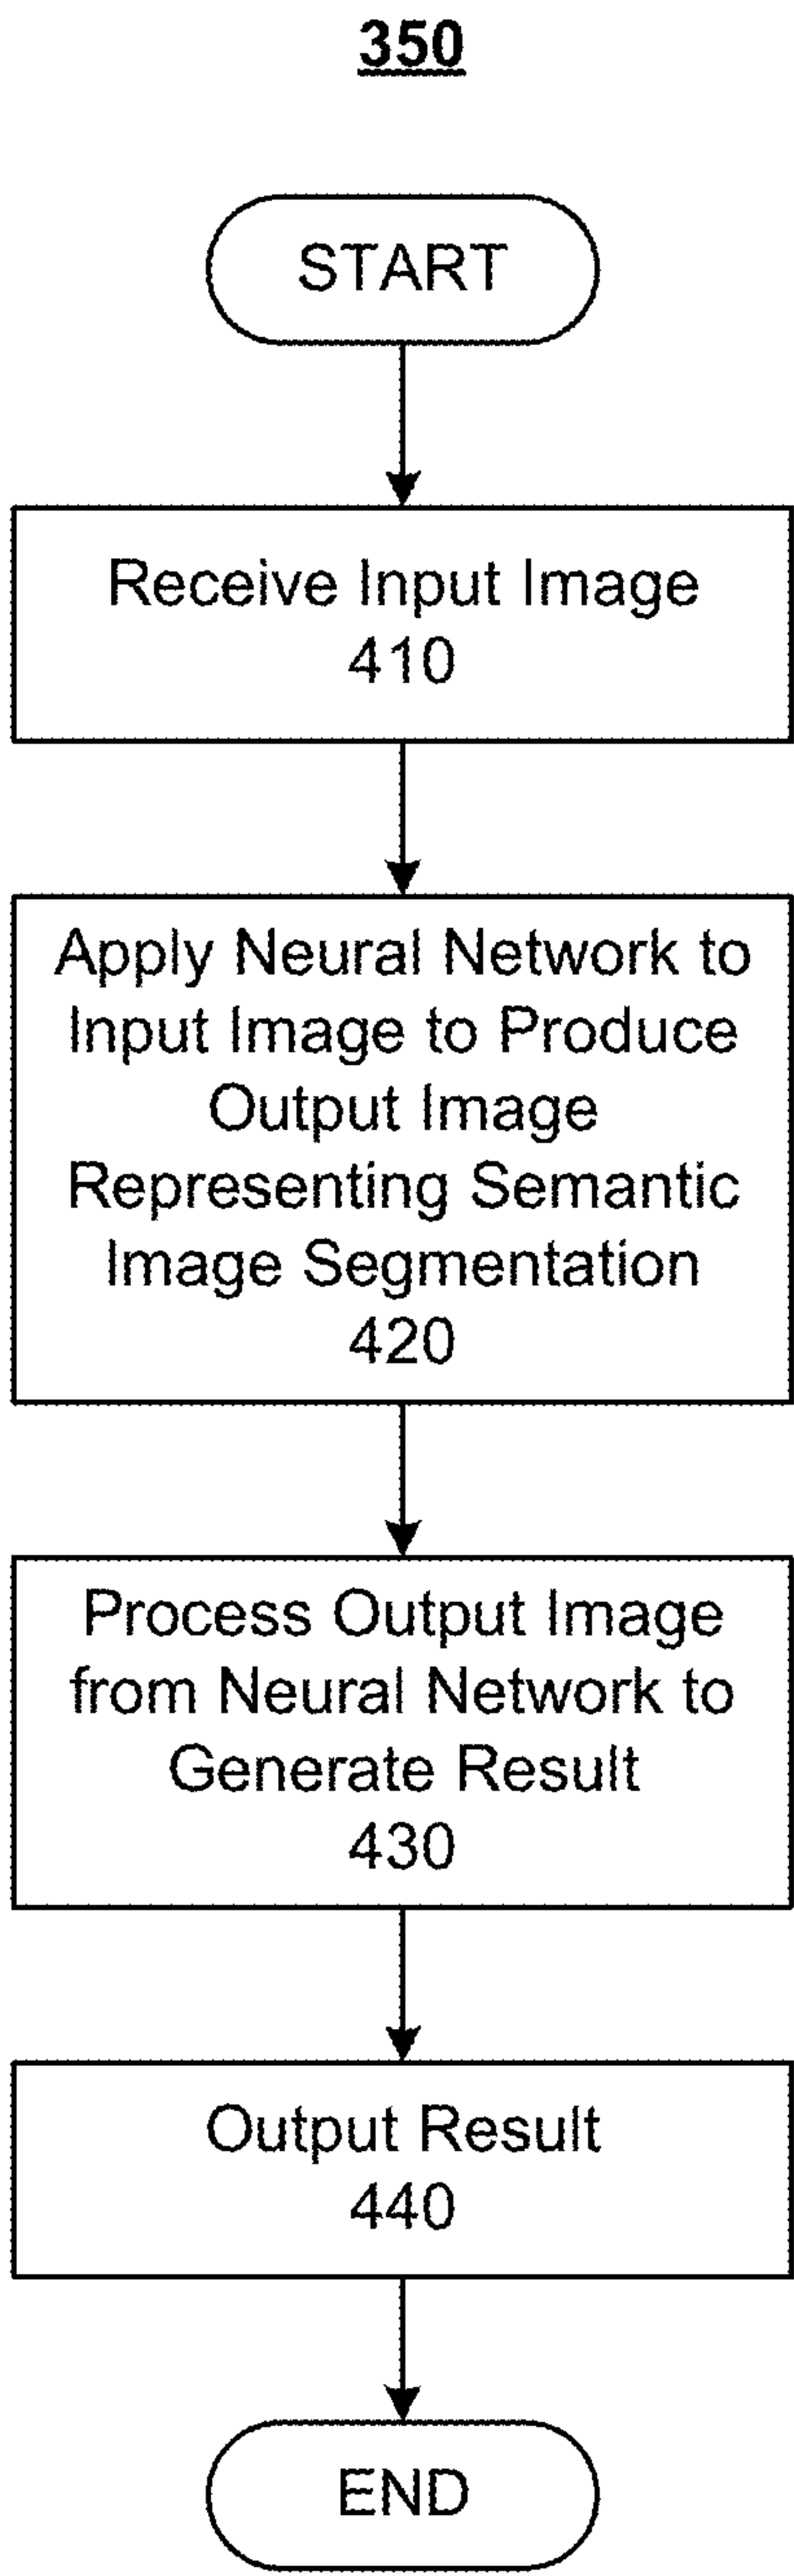 350
START
Receive Input Image
410
Apply Neural Network to
Input Image to Produce
Output Image
Representing Semantic
Image Segmentation
420
Process Output Image
from Neural Network to
Generate Result
430
Output Result
440
END